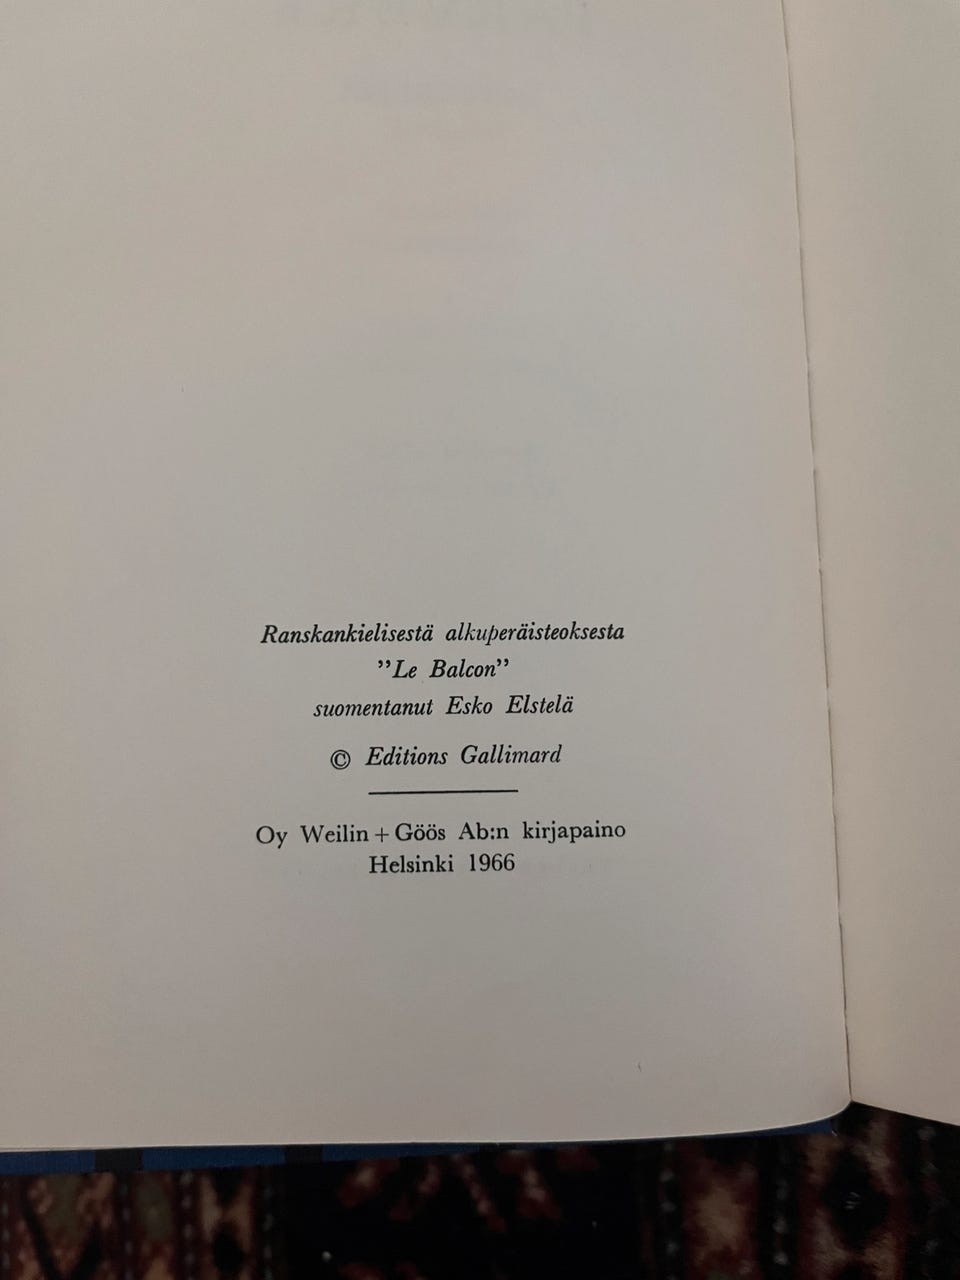 Ranskankielisestä alkuperäisteoksesta
”Le Balcon”
suomentanut Esko Elstelä
© Editions Gallimard
Oy Weilin+Göös Ab:n kirjapaino
Helsinki 1966